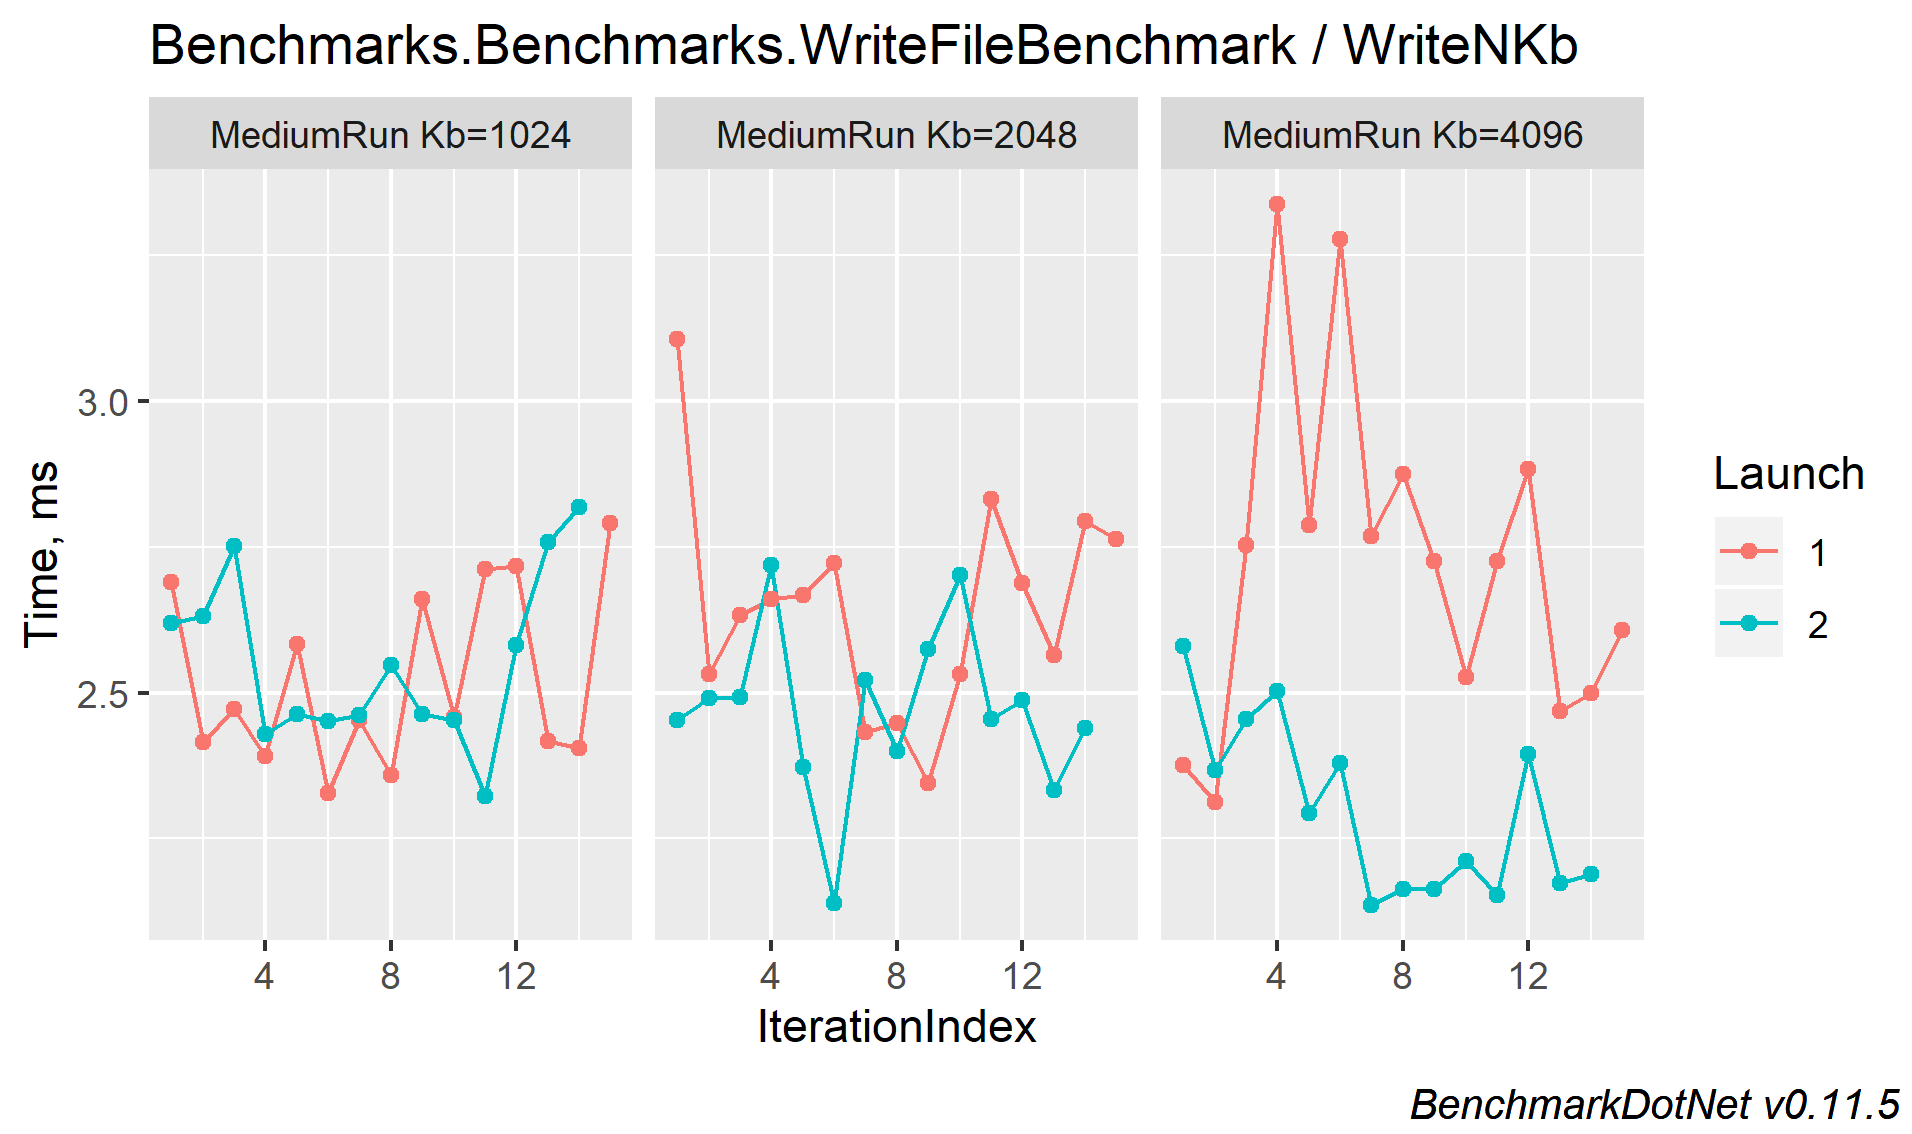 Benchmarks.Benchmarks.WriteFileBenchmark / WriteNKb
MediumRun Kb=1024
MediumRun Kb=2048
MediumRun Kb=4096
Time, ms
3.0
2.5
4 8 12
4 8 12
4 8 12
IterationIndex
Launch
1
2
BenchmarkDotNet v0.11.5